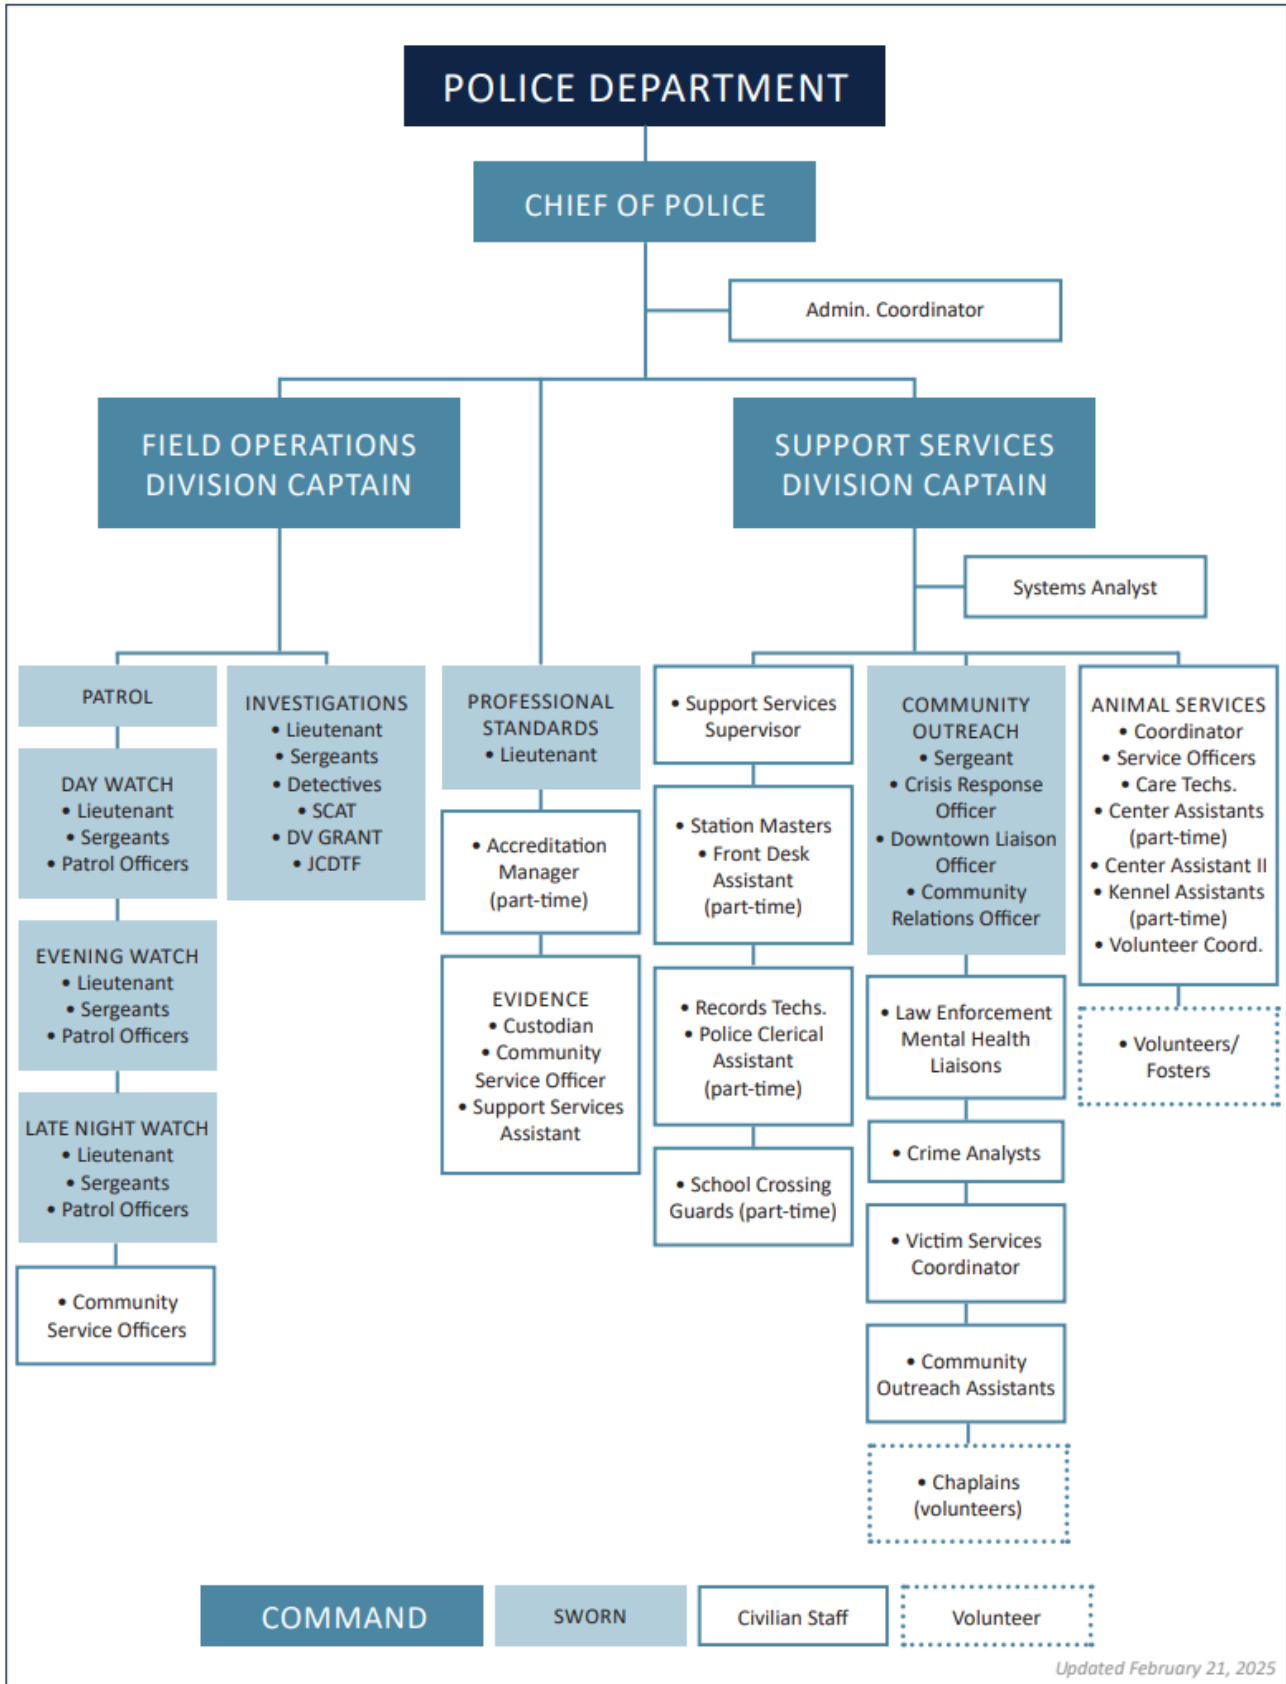 POLICE DEPARTMENT
CHIEF OF POLICE
Admin. Coordinator
FIELD OPERATIONS
DIVISION CAPTAIN
SUPPORT SERVICES
DIVISION CAPTAIN
Systems Analyst
PATROL
DAY WATCH
• Lieutenant
• Sergeants
• Patrol Officers
EVENING WATCH
• Lieutenant
• Sergeants
• Patrol Officers
LATE NIGHT WATCH
• Lieutenant
• Sergeants
• Patrol Officers
• Community
Service Officers
INVESTIGATIONS
• Lieutenant
• Sergeants
• Detectives
• SCAT
• DV GRANT
• JCDTF
PROFESSIONAL
STANDARDS
• Lieutenant
• Accreditation
Manager
(part-time)
EVIDENCE
• Custodian
• Community
Service Officer
• Support Services
Assistant
• Support Services
Supervisor
• Station Masters
• Front Desk
Assistant
(part-time)
• Records Techs.
• Police Clerical
Assistant
(part-time)
• School Crossing
Guards (part-time)
COMMUNITY
OUTREACH
• Sergeant
• Crisis Response
Officer
• Downtown Liaison
Officer
• Community
Relations Officer
• Law Enforcement
Mental Health
Liaisons
• Crime Analysts
• Victim Services
Coordinator
• Community
Outreach Assistants
• Chaplains
(volunteers)
ANIMAL SERVICES
• Coordinator
• Service Officers
• Care Techs.
• Center Assistants
(part-time)
• Center Assistant II
• Kennel Assistants
(part-time)
• Volunteer Coord.
• Volunteers/
Fosters
COMMAND
SWORN
Civilian Staff
Volunteer
Updated February 21, 2025